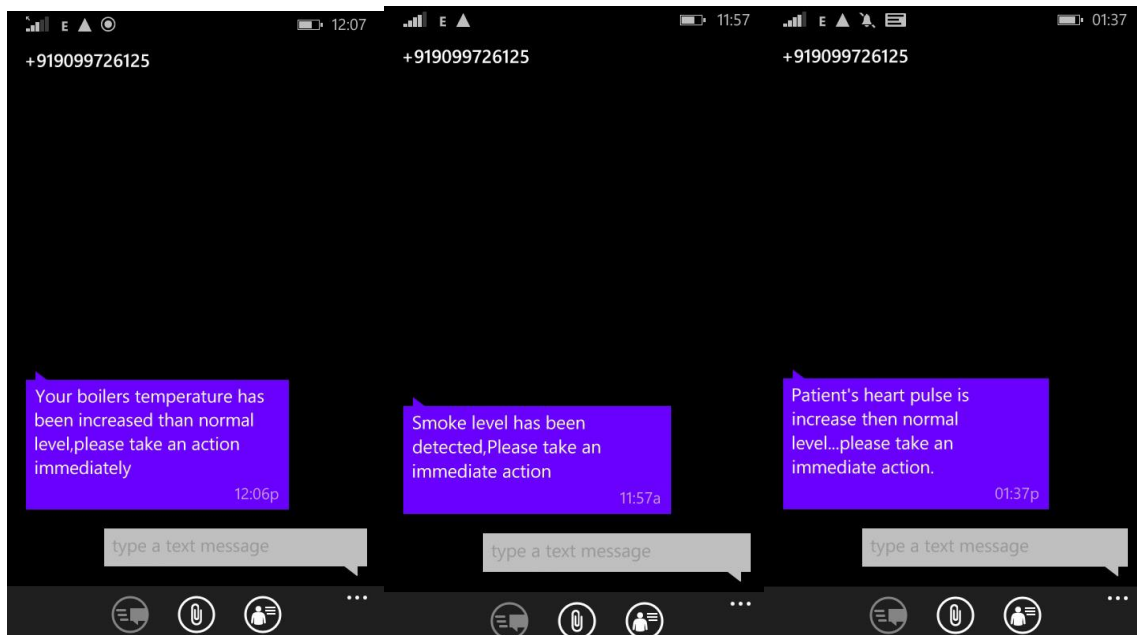 E 12:07
+919099726125
Your boilers temperature has
been increased than normal
level,please take an action
immediately
12:06p
type a text message
E 11:57
+919099726125
Smoke level has been
detected,Please take an
immediate action
11:57a
type a text message
E 01:37
+919099726125
Patient's heart pulse is
increase then normal
level...please take an
immediate action.
01:37p
type a text message